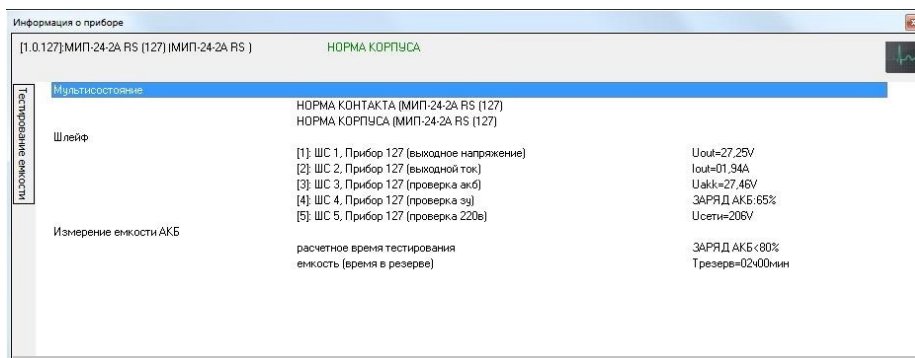 Информация о приборе
[1.0.127]:МИП-24-2А RS (127) (МИП-24-2А RS ) НОРМА КОРПУСА
Тестирование емкости
Мультисостояние
НОРМА КОНТАКТА (МИП-24-2А RS (127)
НОРМА КОРПУСА (МИП-24-2А RS (127)
Шлейф
[1]: ШС 1, Прибор 127 (выходное напряжение) Uout=27,25V
[2]: ШС 2, Прибор 127 (выходной ток) Iout=01,94A
[3]: ШС 3, Прибор 127 (проверка акб) Uakk=27,46V
[4]: ШС 4, Прибор 127 (проверка зу) ЗАРЯД АКБ:65%
[5]: ШС 5, Прибор 127 (проверка 220в) Uсети=206V
Измерение емкости АКБ
расчетное время тестирования ЗАРЯД АКБ<80%
емкость (время в резерве) Tрезерв=02ч00мин